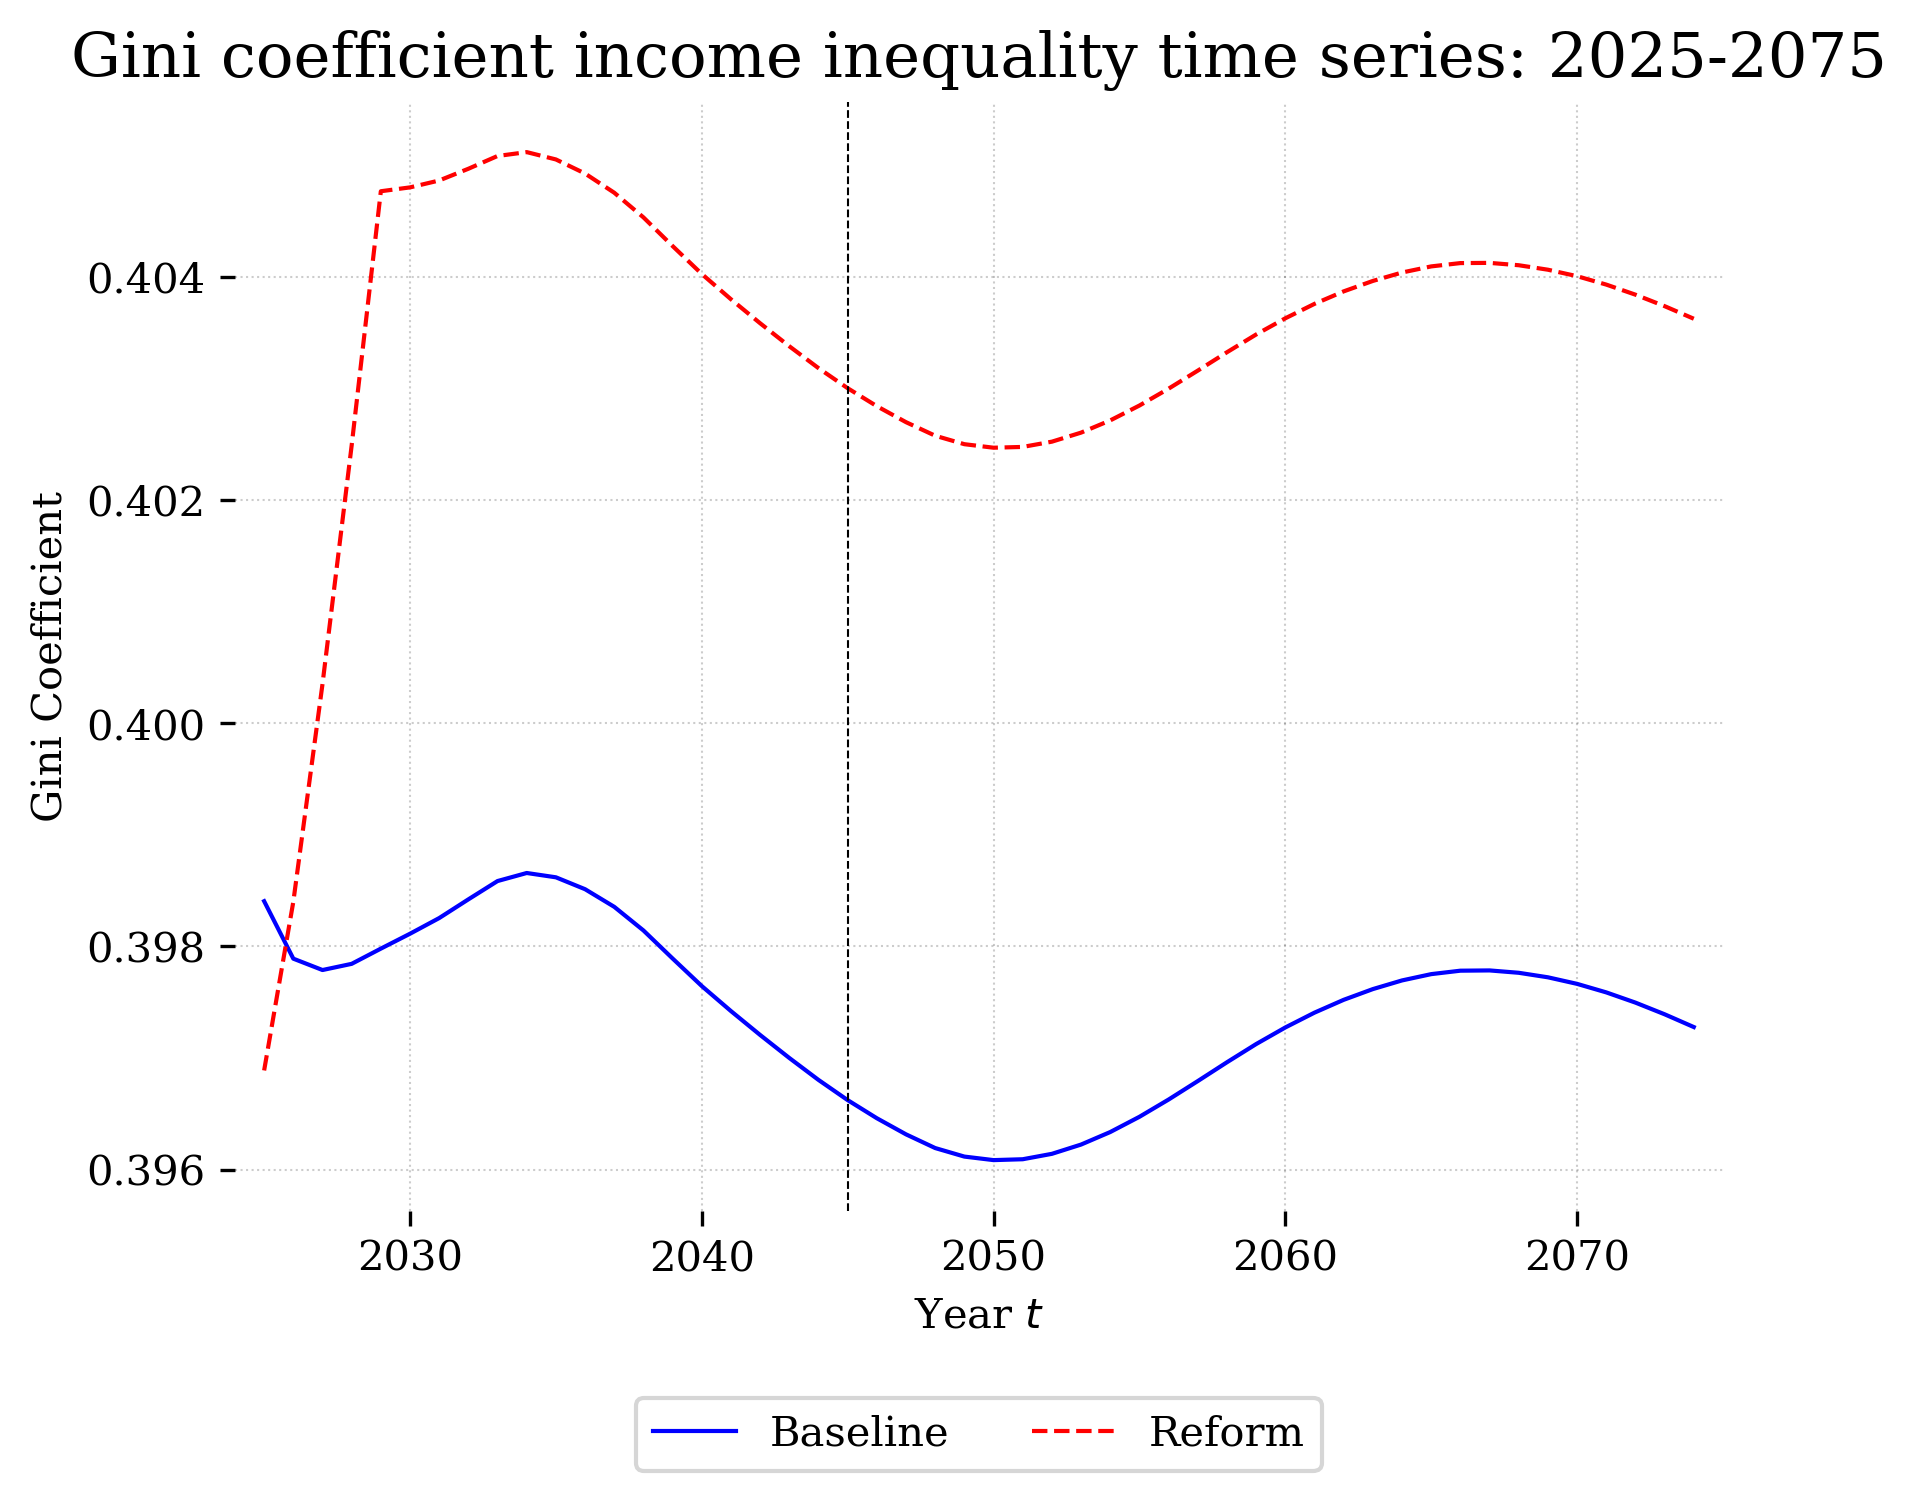 Gini coefficient income inequality time series: 2025-2075
Gini Coefficient
0.404
0.402
0.400
0.398
0.396
2030 2040 2050 2060 2070
Year t
Baseline Reform